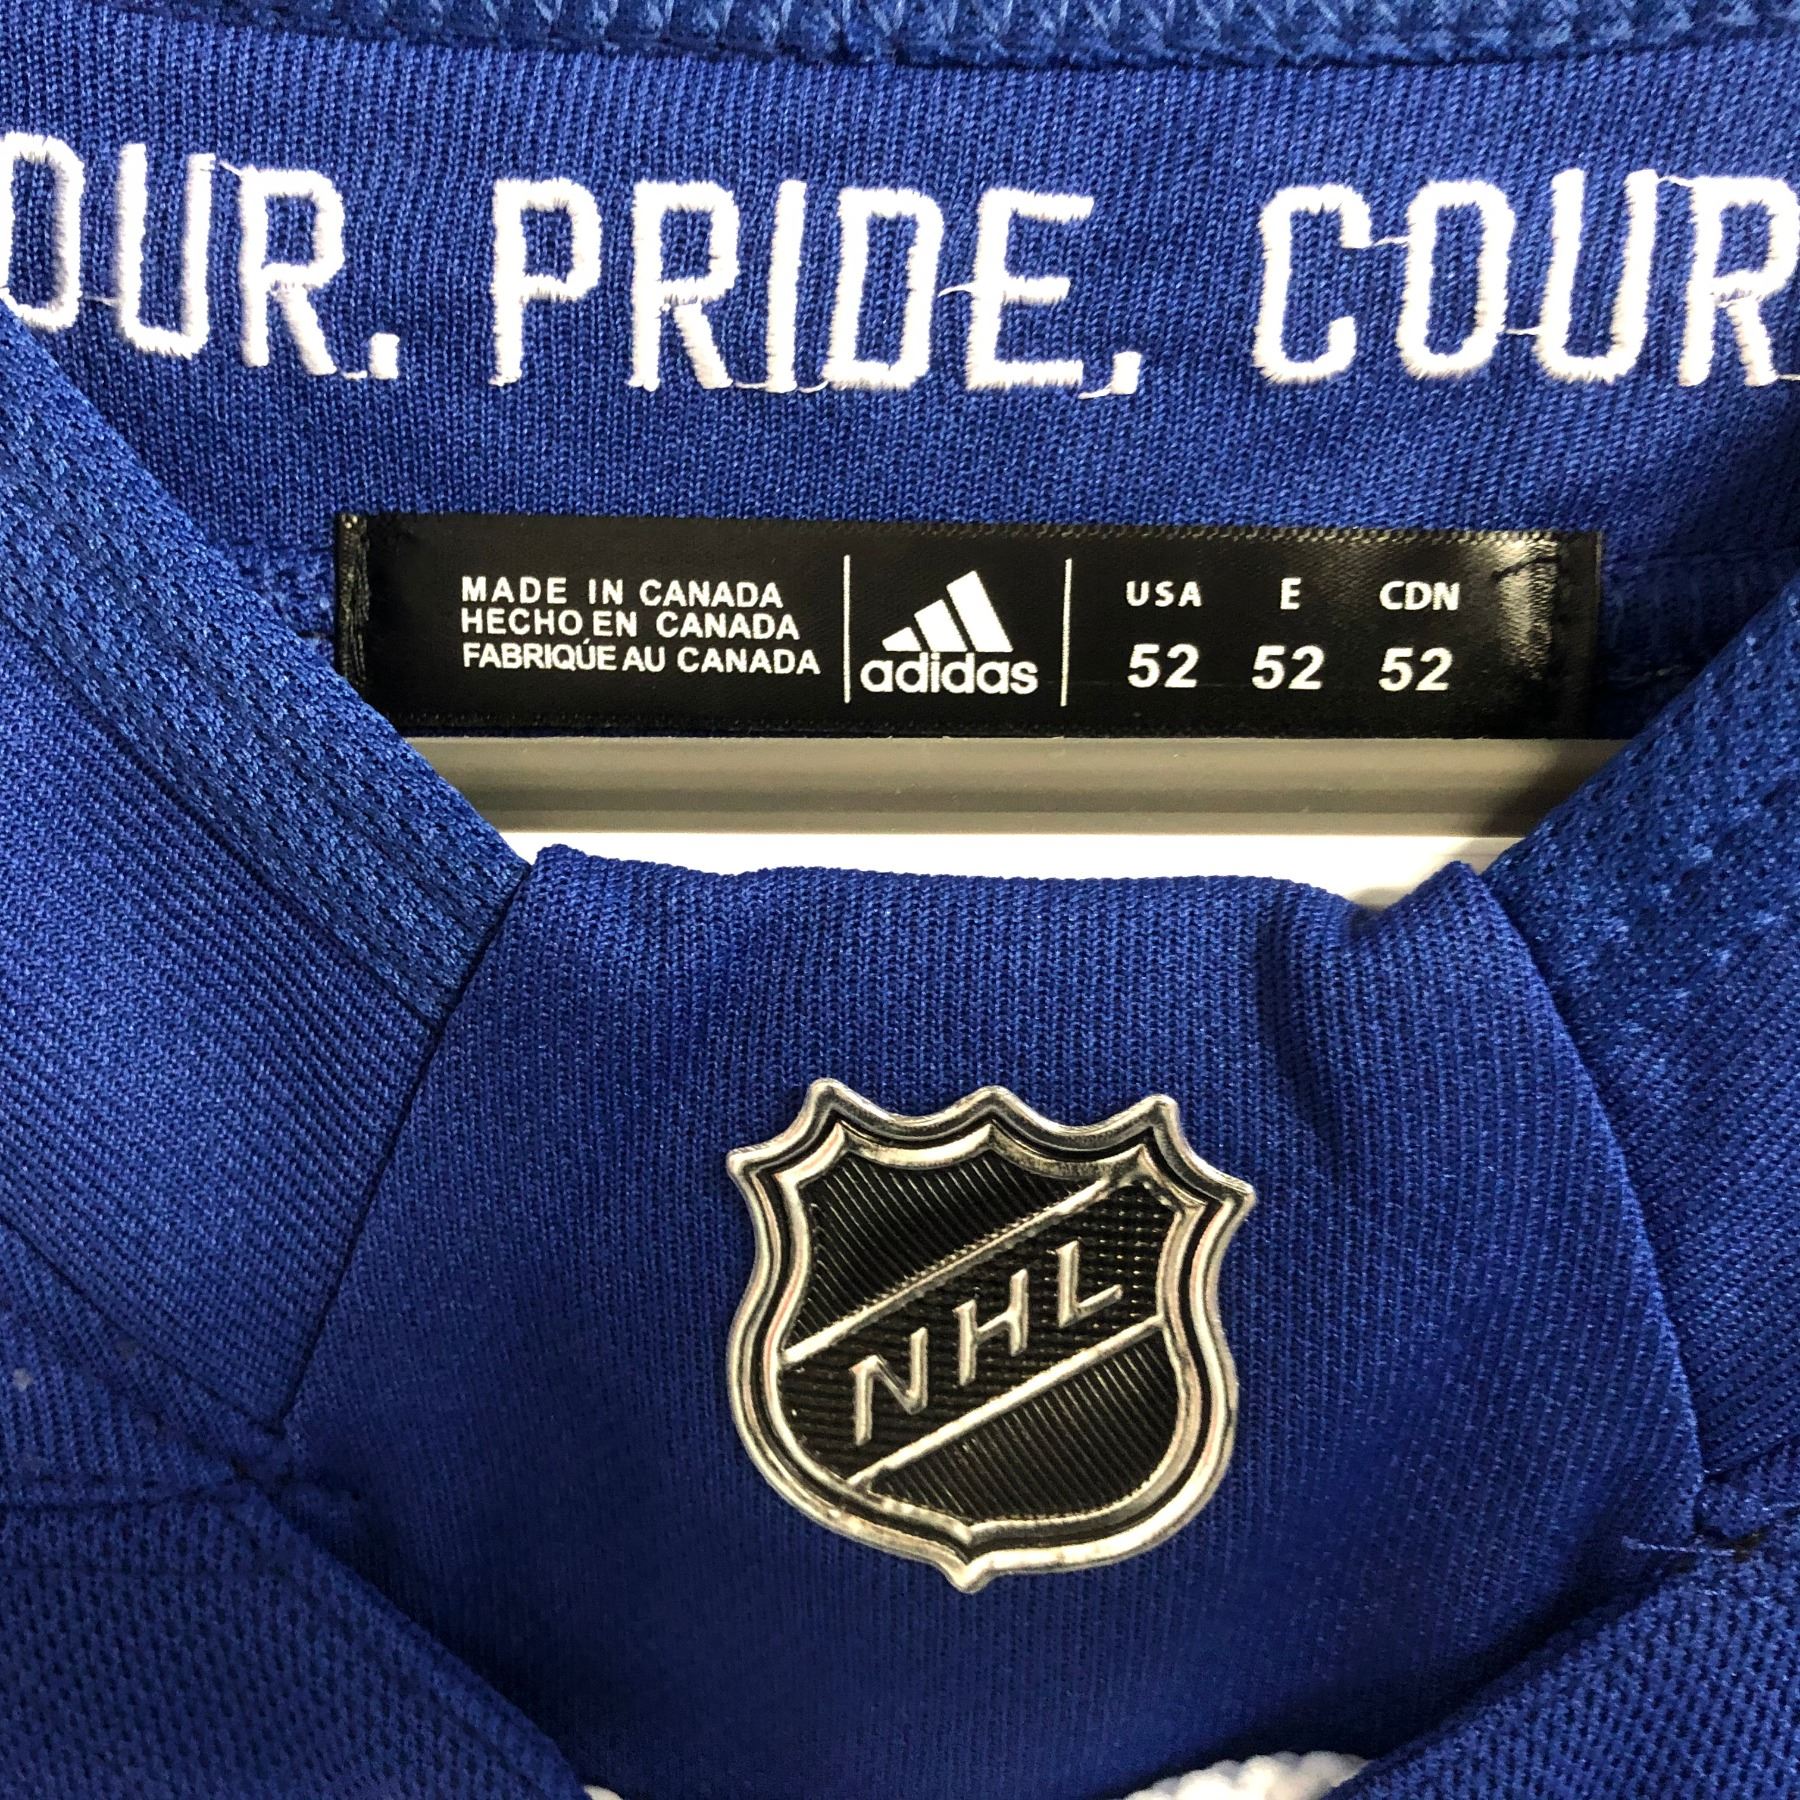 OUR. PRIDE, COUR
MADE IN CANADA
HECHO EN CANADA
FABRIQUÉ AU CANADA
adidas
USA E CDN
52 52 52
NHL